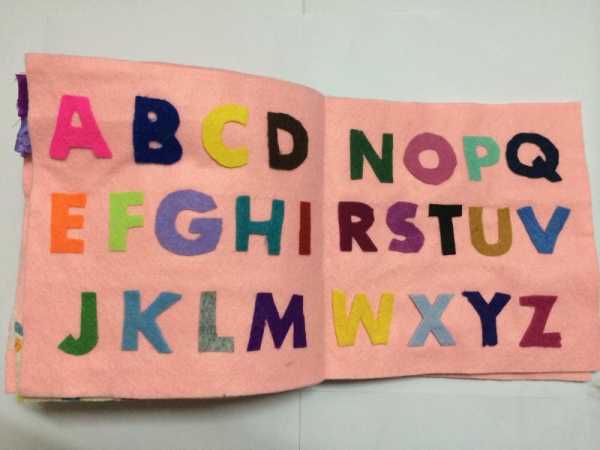 ABCD
EFGHI
JKLM
NOPQ
RSTUV
WXYZ